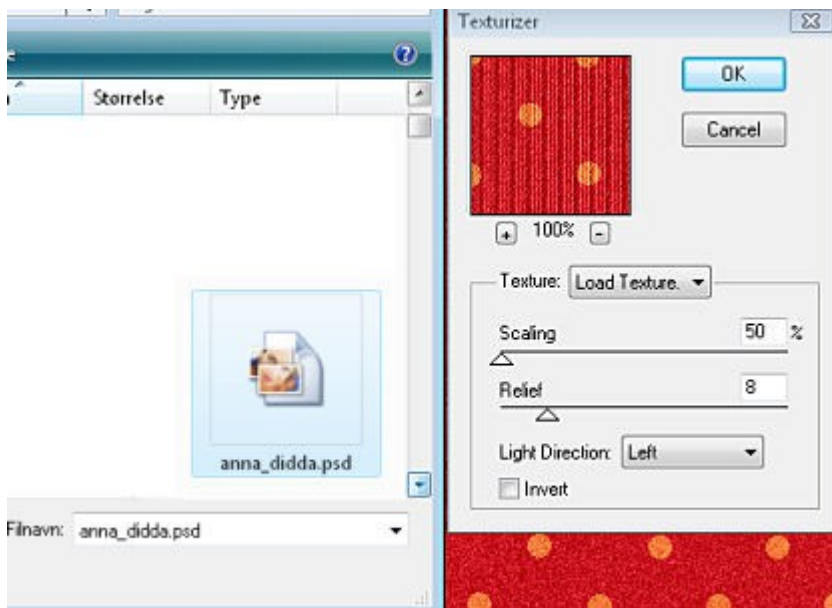 Størrelse
Type
anna_didda.psd
Filnavn: anna_didda.psd
Texturizer
OK
Cancel
+ 100% -
Texture: Load Texture.
Scaling 50 %
Relief 8
Light Direction: Left
Invert